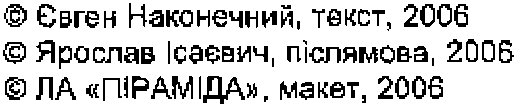 © Євген Наконечний, текст, 2006
© Ярослав Ісаєвич, післямова, 2006
© ЛА «ПІРАМІДА», макет, 2006